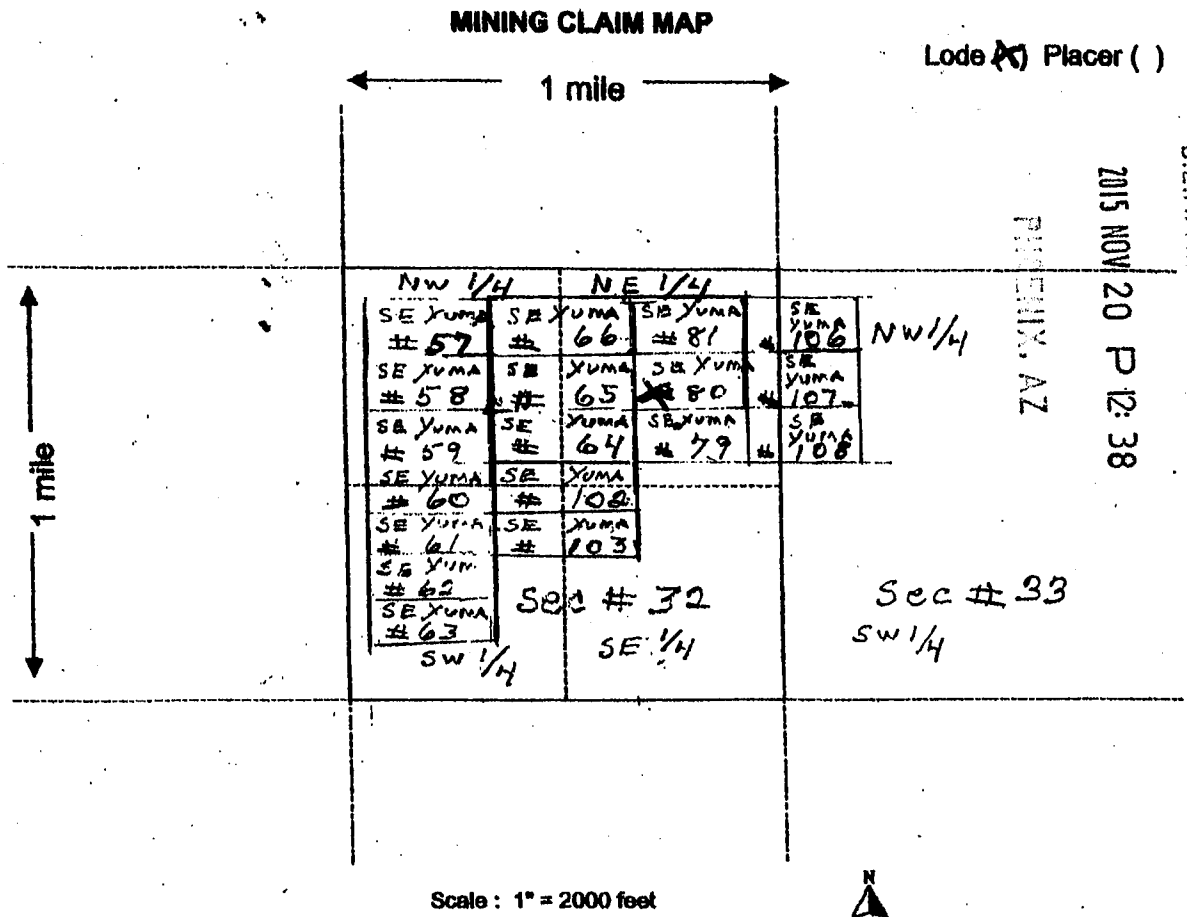 MINING CLAIM MAP
Lode (X) Placer ( )
1 mile
2015 NOV 20 P 12: 38
PHOENIX, AZ
1 mile
NW 1/4 NE 1/4
SE YUMA # 57
SE YUMA # 66
SE YUMA # 81
SE YUMA # 106
NW 1/4
SE YUMA # 58
SE YUMA # 65
SE YUMA # 80
SE YUMA # 107
SE YUMA # 59
SE YUMA # 64
SE YUMA # 79
SE YUMA # 108
SE YUMA # 60
SE YUMA # 102
SE YUMA # 61
SE YUMA # 103
SE YUM # 62
SE YUMA # 63
Sec # 32
Sec # 33
SW 1/4
SE 1/4
SW 1/4
Scale : 1" = 2000 feet
N